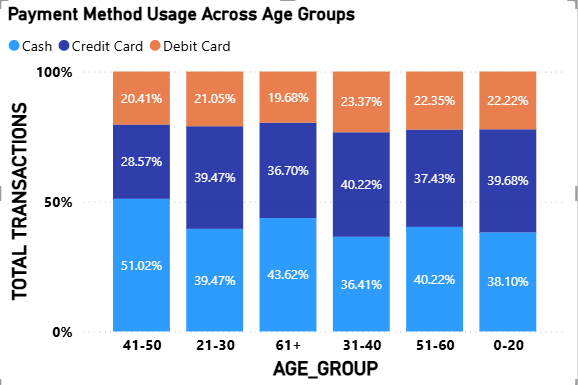 Payment Method Usage Across Age Groups
Cash Credit Card Debit Card
100%
20.41% 21.05% 19.68% 23.37% 22.35% 22.22%
28.57% 39.47% 36.70% 40.22% 37.43% 39.68%
50%
51.02% 39.47% 43.62% 36.41% 40.22% 38.10%
0%
TOTAL TRANSACTIONS
41-50 21-30 61+ 31-40 51-60 0-20
AGE_GROUP